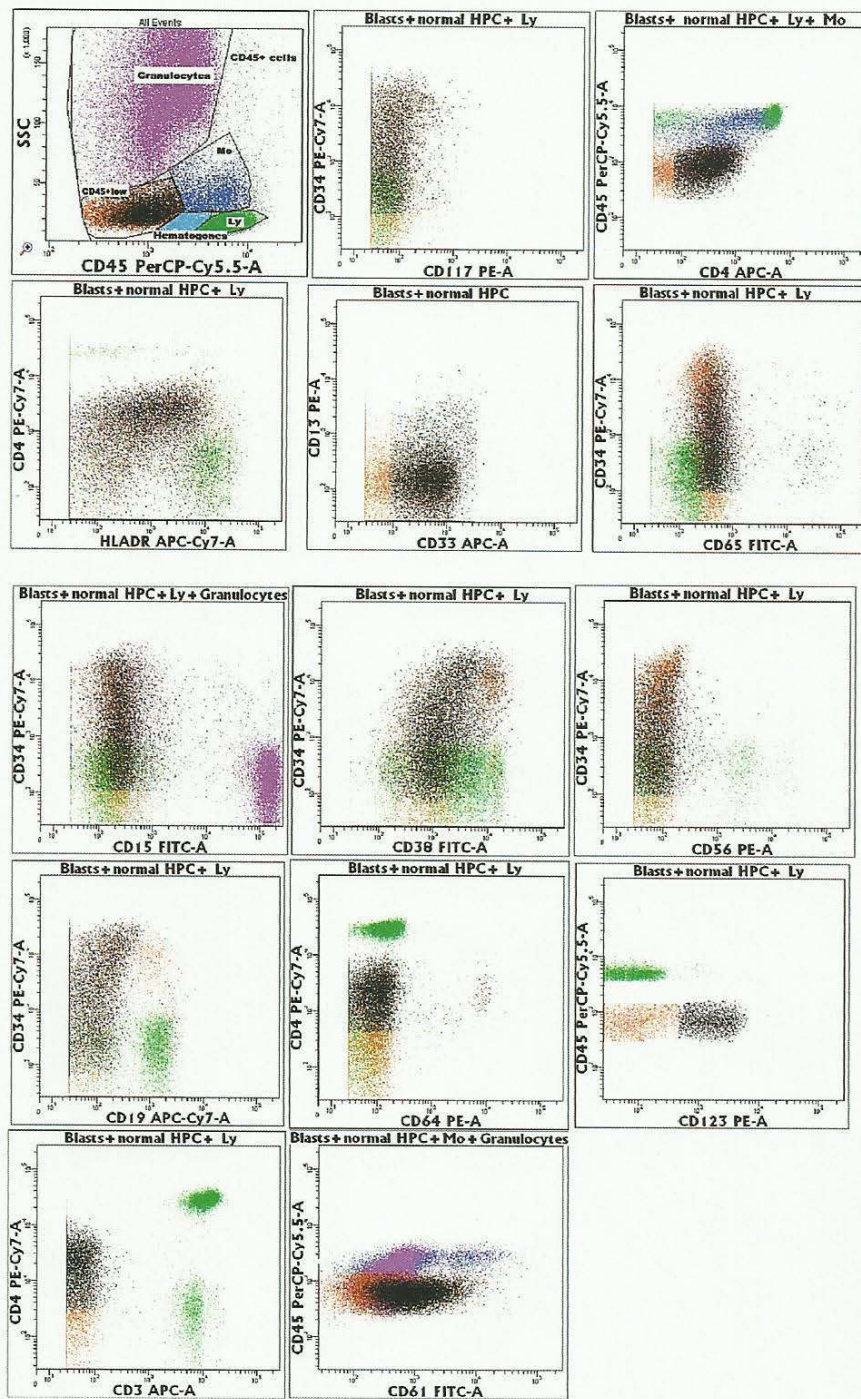 All Events
(x 1,000)
SSC
150
100
50
Granulocytes
CD45+ cells
Mo
CD45+low
Ly
Hematogones
CD45 PerCP-Cy5.5-A
Blasts+normal HPC+ Ly
CD34 PE-Cy7-A
CD117 PE-A
Blasts+ normal HPC+ Ly+ Mo
CD45 PerCP-Cy5.5-A
CD4 APC-A
Blasts+normal HPC+ Ly
CD4 PE-Cy7-A
HLADR APC-Cy7-A
Blasts+normal HPC
CD13 PE-A
CD33 APC-A
Blasts+normal HPC+ Ly
CD34 PE-Cy7-A
CD65 FITC-A
Blasts+normal HPC+Ly+Granulocytes
CD34 PE-Cy7-A
CD15 FITC-A
Blasts+normal HPC+ Ly
CD34 PE-Cy7-A
CD38 FITC-A
Blasts+normal HPC+ Ly
CD34 PE-Cy7-A
CD56 PE-A
Blasts+normal HPC+ Ly
CD34 PE-Cy7-A
CD19 APC-Cy7-A
Blasts+normal HPC+ Ly
CD4 PE-Cy7-A
CD64 PE-A
Blasts+normal HPC+ Ly
CD45 PerCP-Cy5.5-A
CD123 PE-A
Blasts+normal HPC+ Ly
CD4 PE-Cy7-A
CD3 APC-A
Blasts+normal HPC+Mo+Granulocytes
CD45 PerCP-Cy5.5-A
CD61 FITC-A